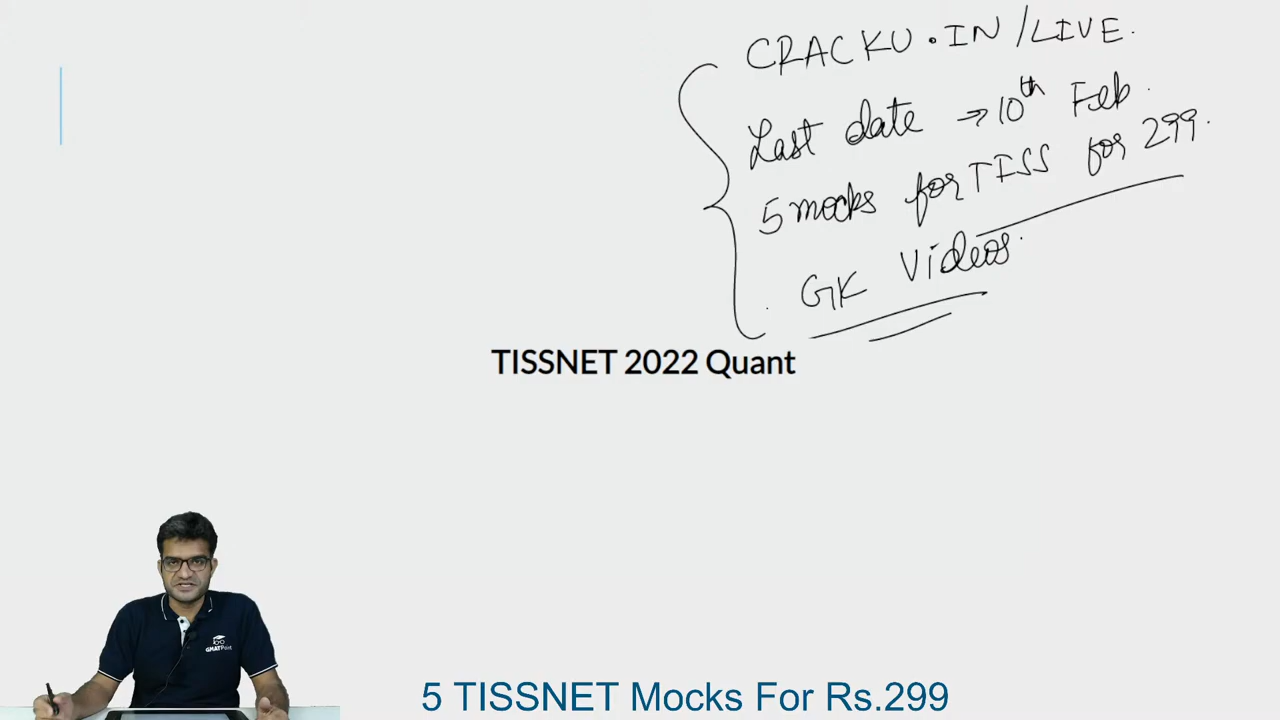 CRACKU.IN/LIVE.
Last date → 10th Feb.
5 mocks for TISS for 299.
GK Videos.
TISSNET 2022 Quant
GMATPoint
5 TISSNET Mocks For Rs.299